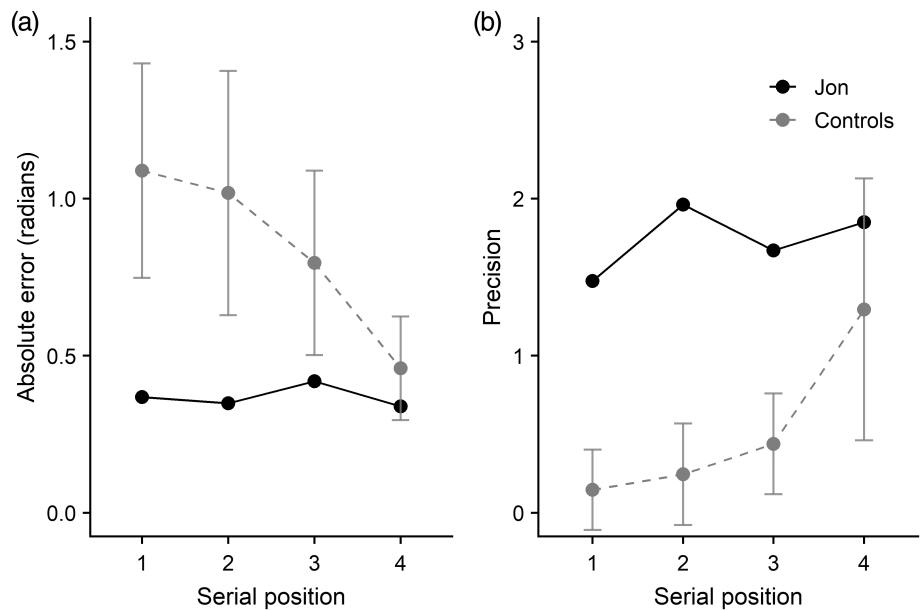 (a)
Absolute error (radians)
1.5
1.0
0.5
0.0
1 2 3 4
Serial position
(b)
Precision
3
2
1
0
Jon
Controls
1 2 3 4
Serial position